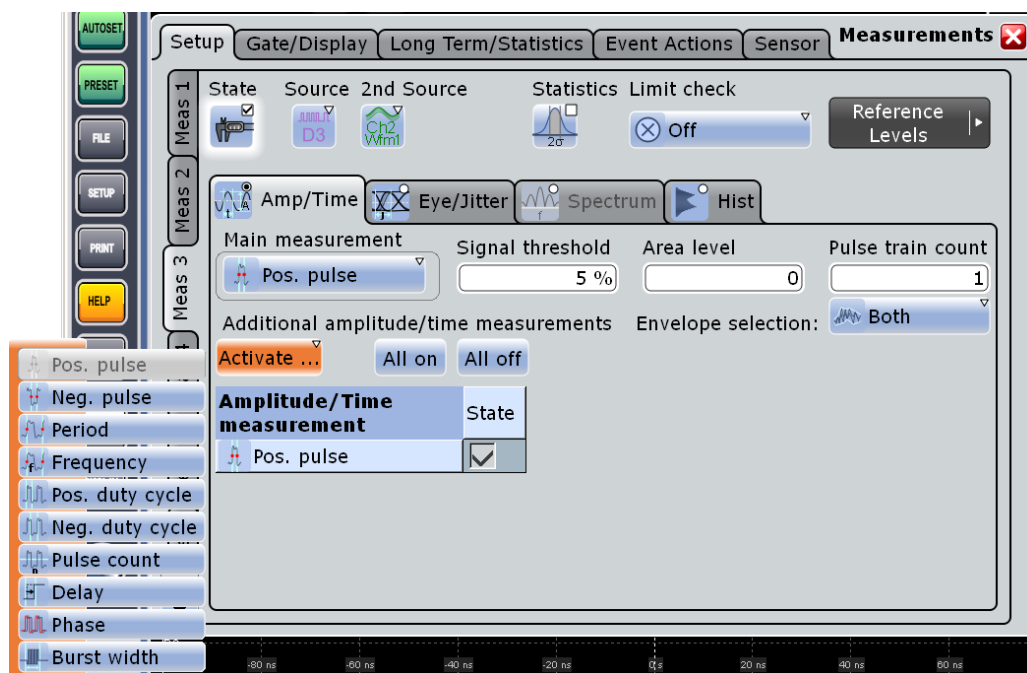 AUTOSET
PRESET
FILE
SETUP
PRINT
HELP
Setup Gate/Display Long Term/Statistics Event Actions Sensor Measurements
Meas 1
Meas 2
Meas 3
State Source 2nd Source Statistics Limit check
D3
Ch2
Wfm1
2σ
Off
Reference
Levels
Amp/Time Eye/Jitter Spectrum Hist
Main measurement Signal threshold Area level Pulse train count
Pos. pulse 5 % 0 1
Additional amplitude/time measurements Envelope selection: Both
Activate ... All on All off
Amplitude/Time
measurement State
Pos. pulse
Pos. pulse
Neg. pulse
Period
Frequency
Pos. duty cycle
Neg. duty cycle
Pulse count
Delay
Phase
Burst width
-80 ns -60 ns -40 ns -20 ns 0 s 20 ns 40 ns 60 ns